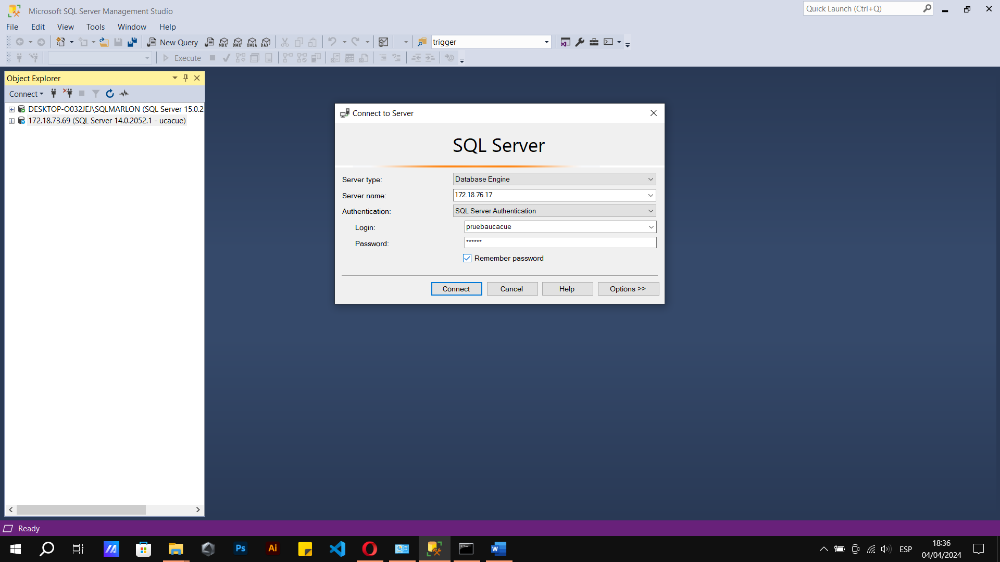 Microsoft SQL Server Management Studio
Quick Launch (Ctrl+Q)
File Edit View Tools Window Help
New Query MDX DMX XMLA DAX trigger
Execute
Object Explorer
Connect
DESKTOP-O032JEJ\SQLMARLON (SQL Server 15.0.2
172.18.73.69 (SQL Server 14.0.2052.1 - ucacue)
Connect to Server
SQL Server
Server type: Database Engine
Server name: 172.18.76.17
Authentication: SQL Server Authentication
Login: pruebaucacue
Password: ******
Remember password
Connect Cancel Help Options >>
Ready
Ps Ai W
ESP
18:36
04/04/2024